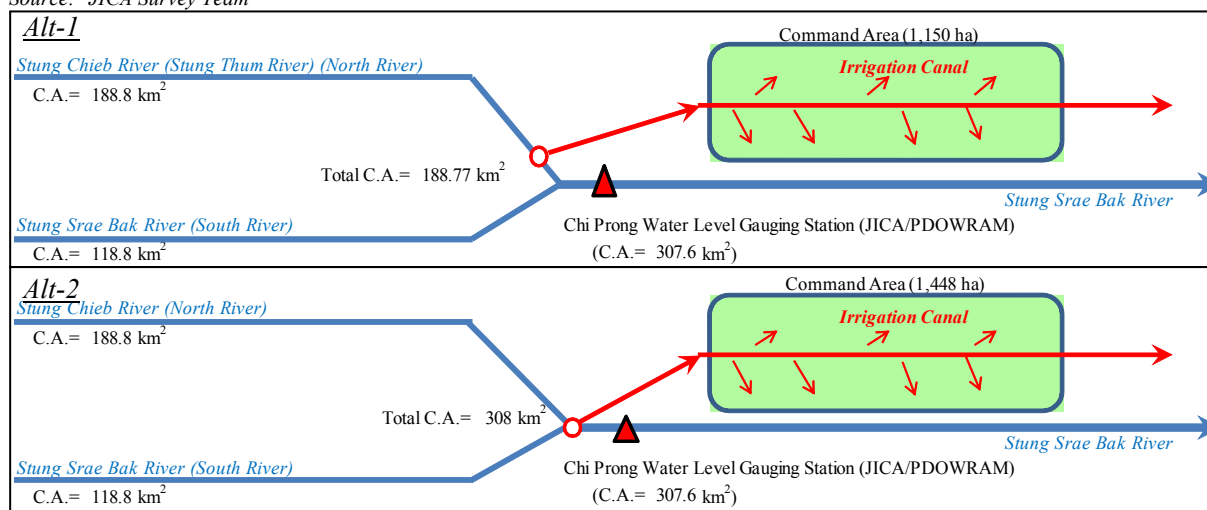 Source: JICA Survey Team
Alt-1
Command Area (1,150 ha)
Stung Chieb River (Stung Thum River) (North River)
Irrigation Canal
C.A.= 188.8 km²
Total C.A.= 188.77 km²
Stung Srae Bak River
Stung Srae Bak River (South River)
Chi Prong Water Level Gauging Station (JICA/PDOWRAM)
C.A.= 118.8 km²
(C.A.= 307.6 km²)
Alt-2
Command Area (1,448 ha)
Stung Chieb River (North River)
Irrigation Canal
C.A.= 188.8 km²
Total C.A.= 308 km²
Stung Srae Bak River
Stung Srae Bak River (South River)
Chi Prong Water Level Gauging Station (JICA/PDOWRAM)
C.A.= 118.8 km²
(C.A.= 307.6 km²)